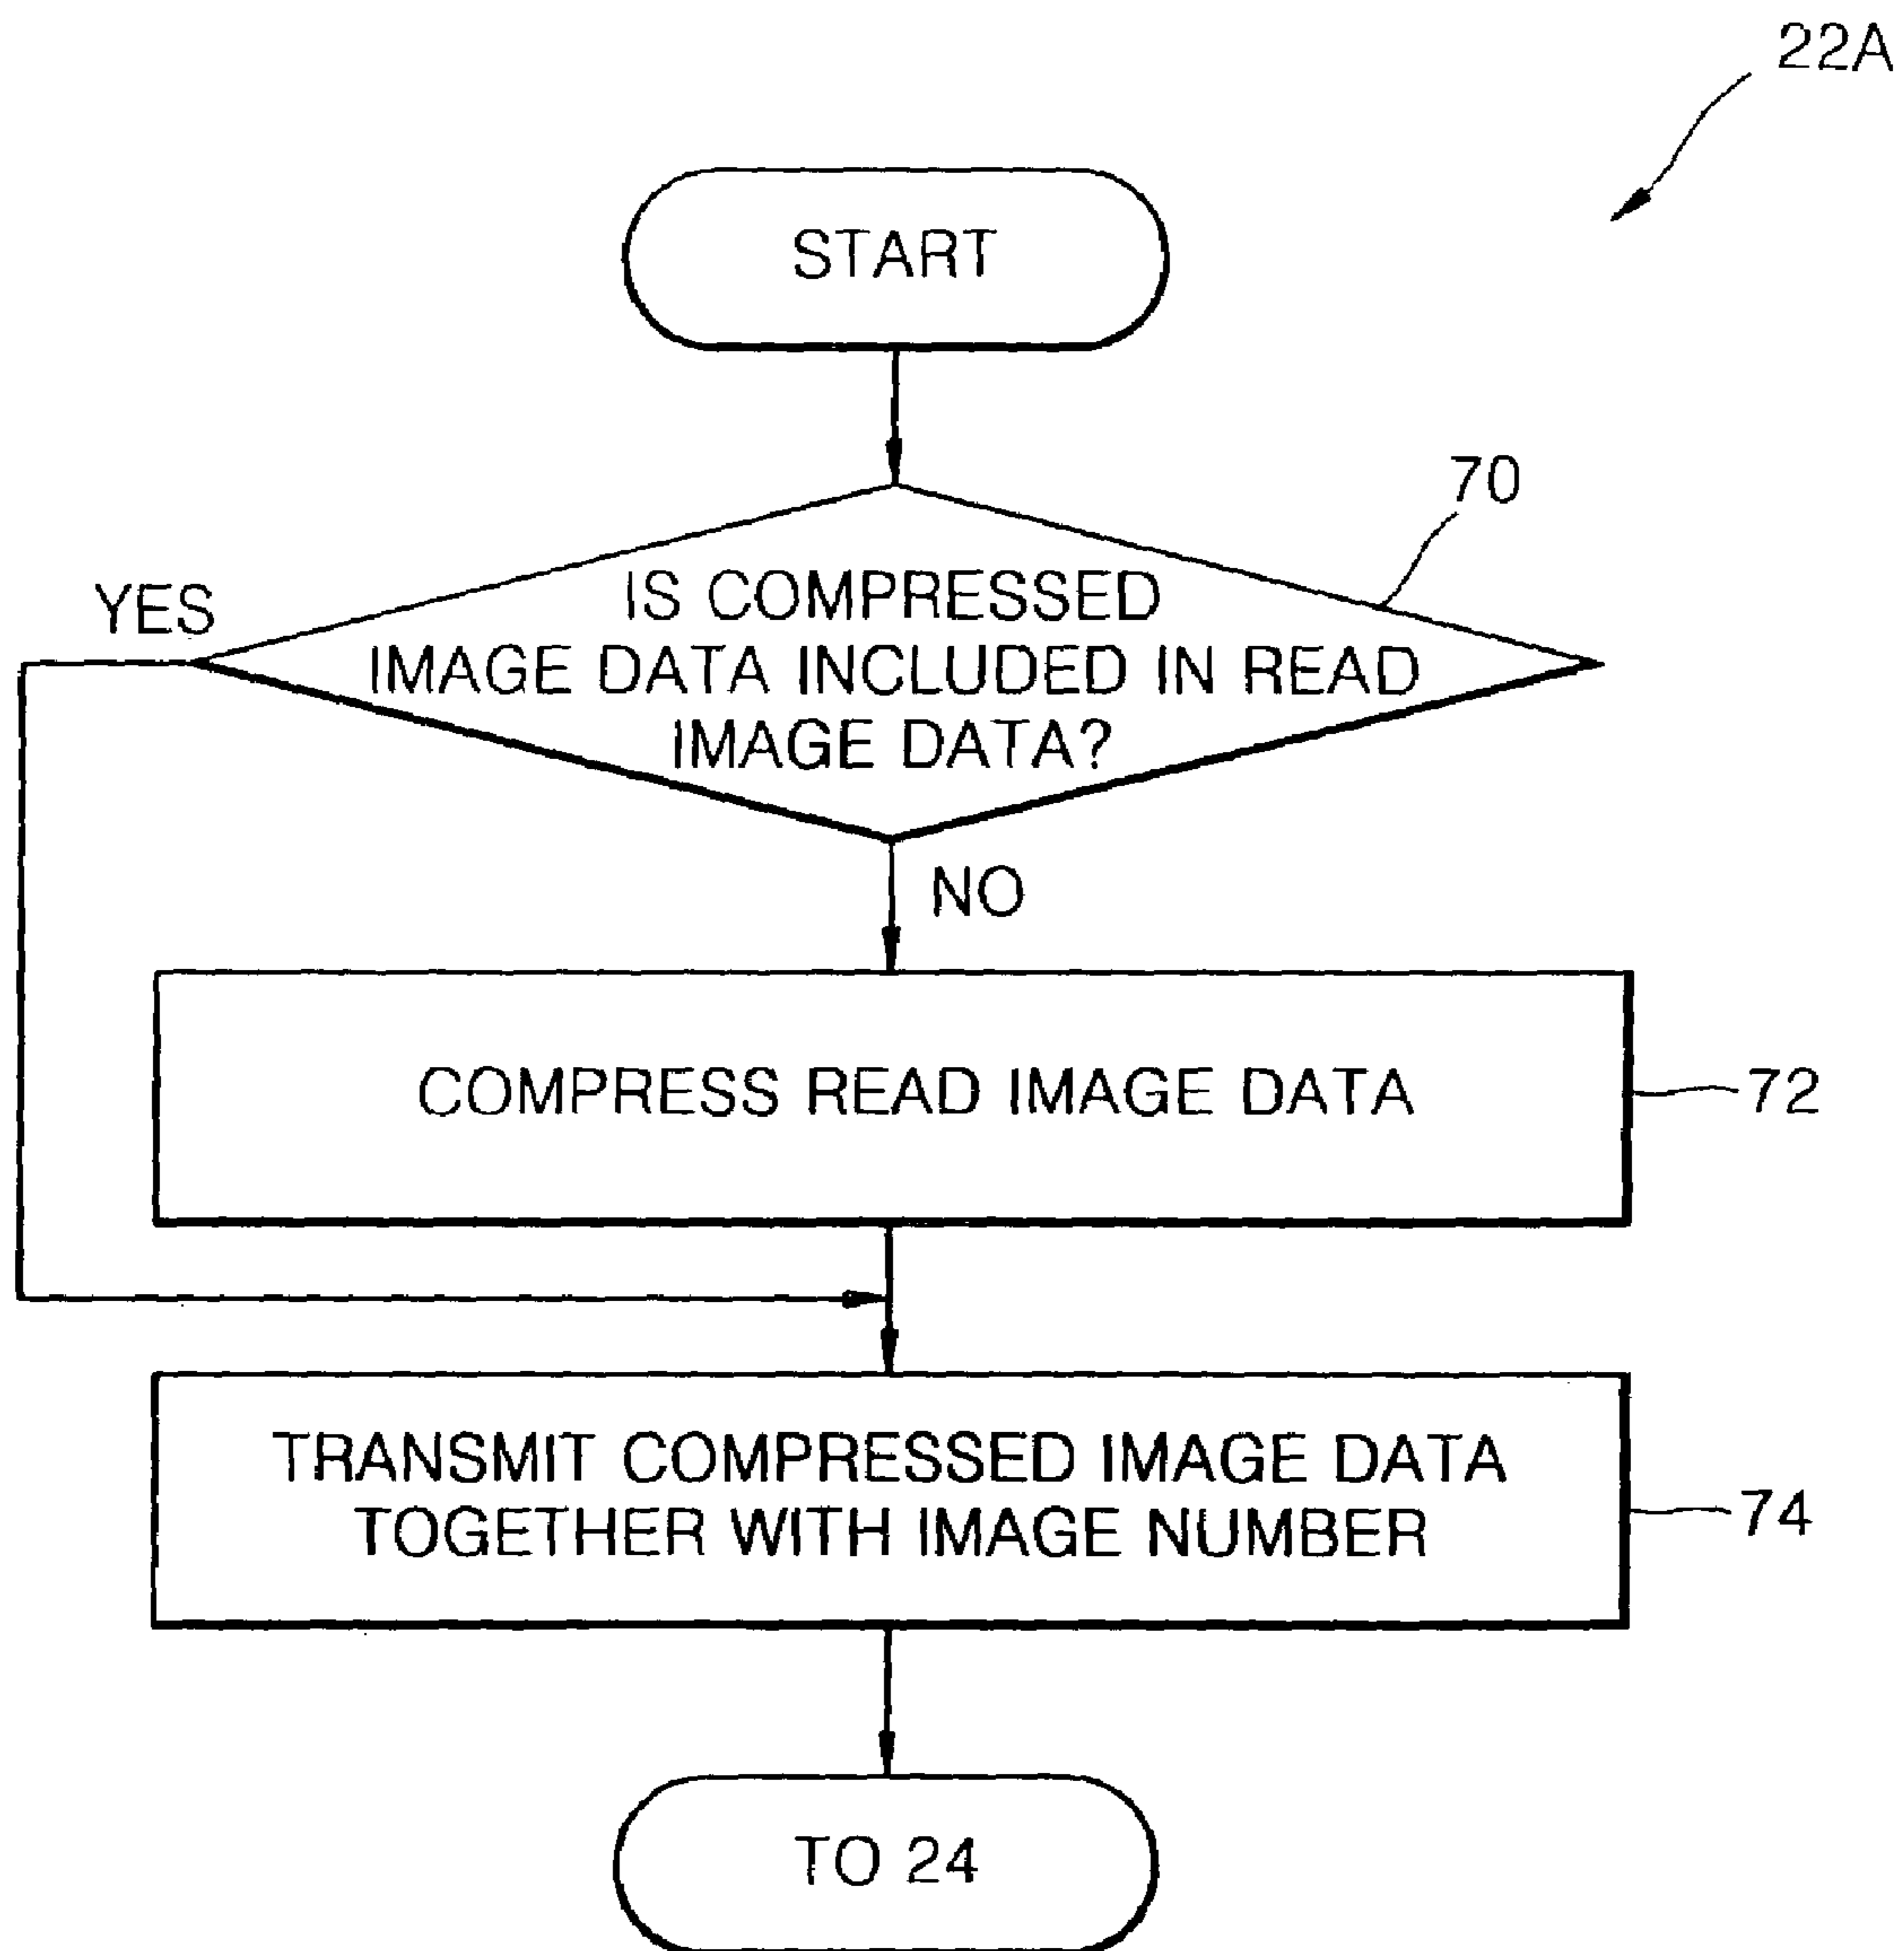 22A
START
70
IS COMPRESSED
IMAGE DATA INCLUDED IN READ
IMAGE DATA?
YES
NO
COMPRESS READ IMAGE DATA
72
TRANSMIT COMPRESSED IMAGE DATA
TOGETHER WITH IMAGE NUMBER
74
TO 24